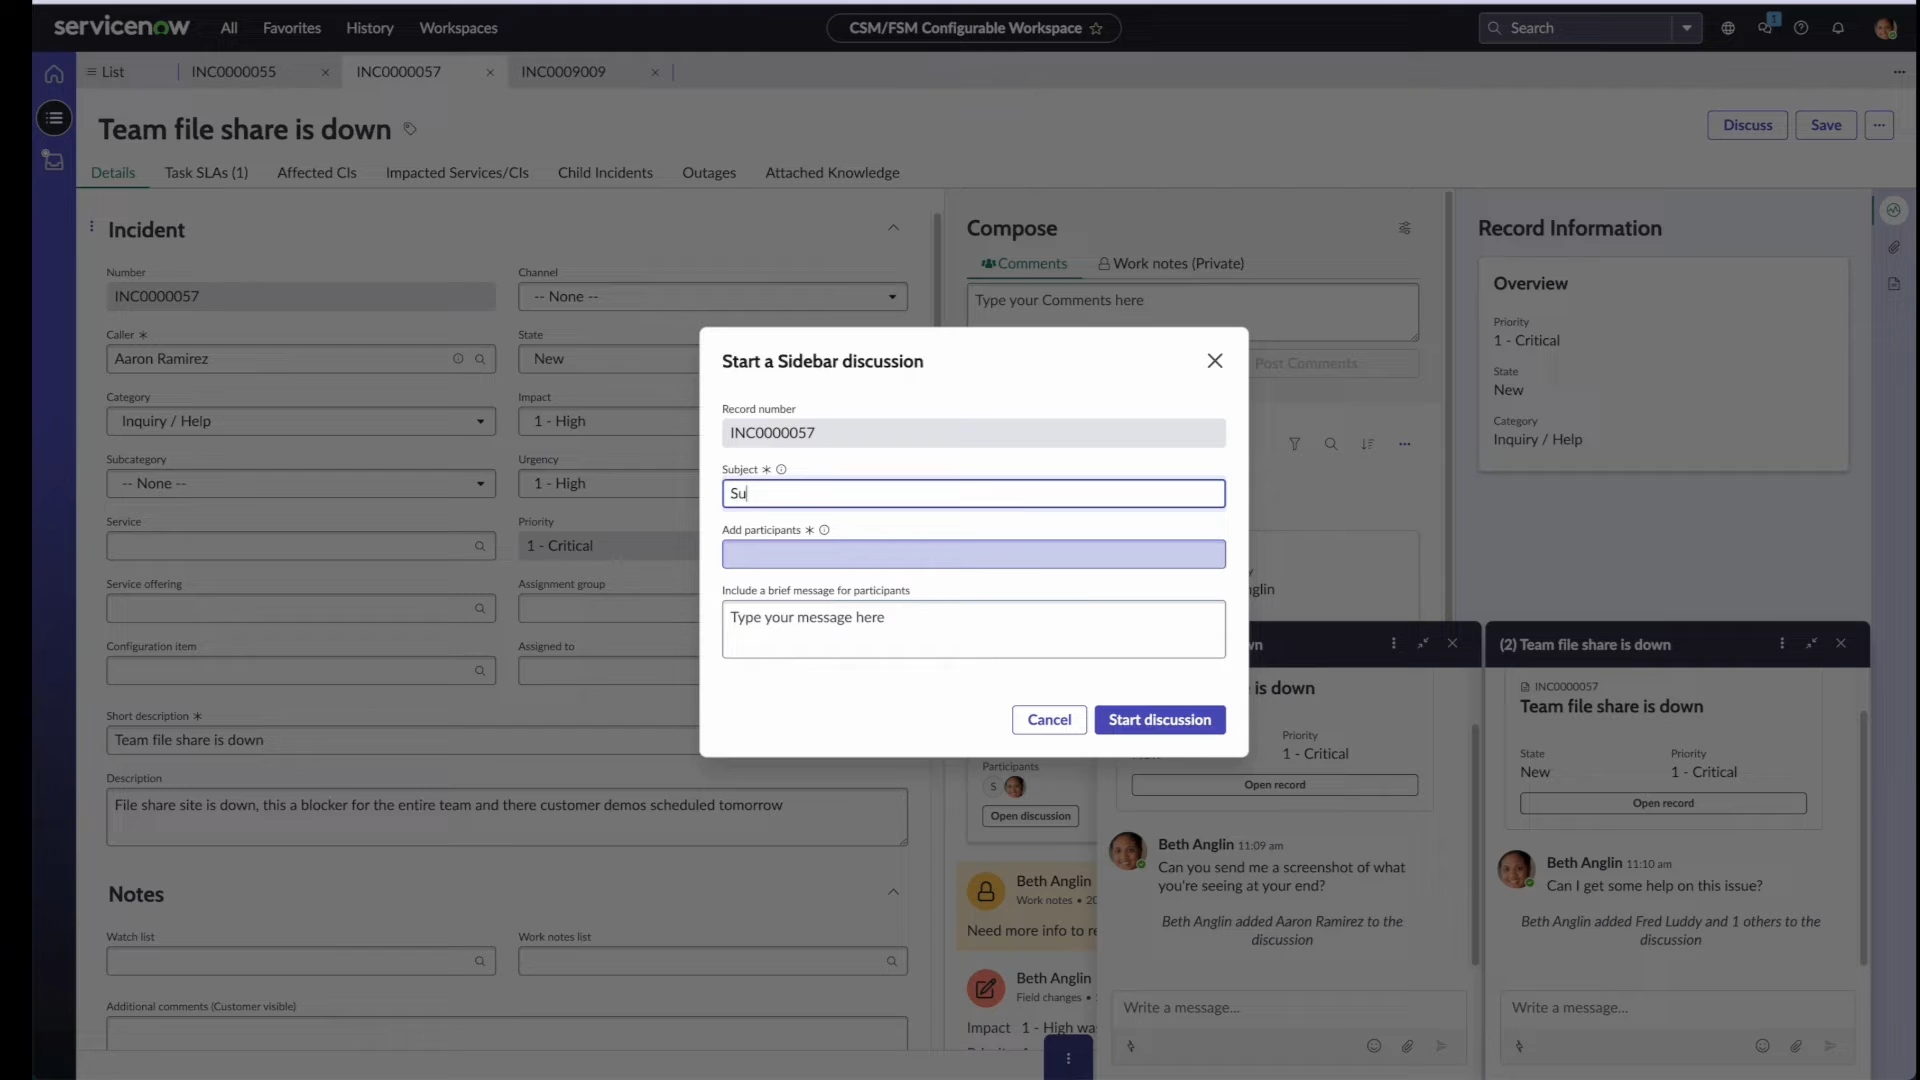 servicenow
All
Favorites
History
Workspaces
CSM/FSM Configurable Workspace
Search
1
List
INC0000055
INC0000057
INC0009009
Team file share is down
Discuss
Save
Details
Task SLAs (1)
Affected CIs
Impacted Services/CIs
Child Incidents
Outages
Attached Knowledge
Incident
Number
INC0000057
Channel
-- None --
Caller
Aaron Ramirez
State
New
Category
Inquiry / Help
Impact
1 - High
Subcategory
-- None --
Urgency
1 - High
Service
Priority
1 - Critical
Service offering
Assignment group
Configuration item
Assigned to
Short description
Team file share is down
Description
File share site is down, this a blocker for the entire team and there customer demos scheduled tomorrow
Notes
Watch list
Work notes list
Additional comments (Customer visible)
Compose
Comments
Work notes (Private)
Type your Comments here
Post Comments
Start a Sidebar discussion
Record number
INC0000057
Subject
Su
Add participants
Include a brief message for participants
Type your message here
Cancel
Start discussion
Participants
S
Open discussion
Beth Anglin
Work notes • 20
Need more info to re
Beth Anglin
Field changes •
Impact 1 - High was
Record Information
Overview
Priority
1 - Critical
State
New
Category
Inquiry / Help
is down
Priority
1 - Critical
Open record
Beth Anglin 11:09 am
Can you send me a screenshot of what
you're seeing at your end?
Beth Anglin added Aaron Ramirez to the
discussion
Write a message...
(2) Team file share is down
INC0000057
Team file share is down
State
New
Priority
1 - Critical
Open record
Beth Anglin 11:10 am
Can I get some help on this issue?
Beth Anglin added Fred Luddy and 1 others to the
discussion
Write a message...